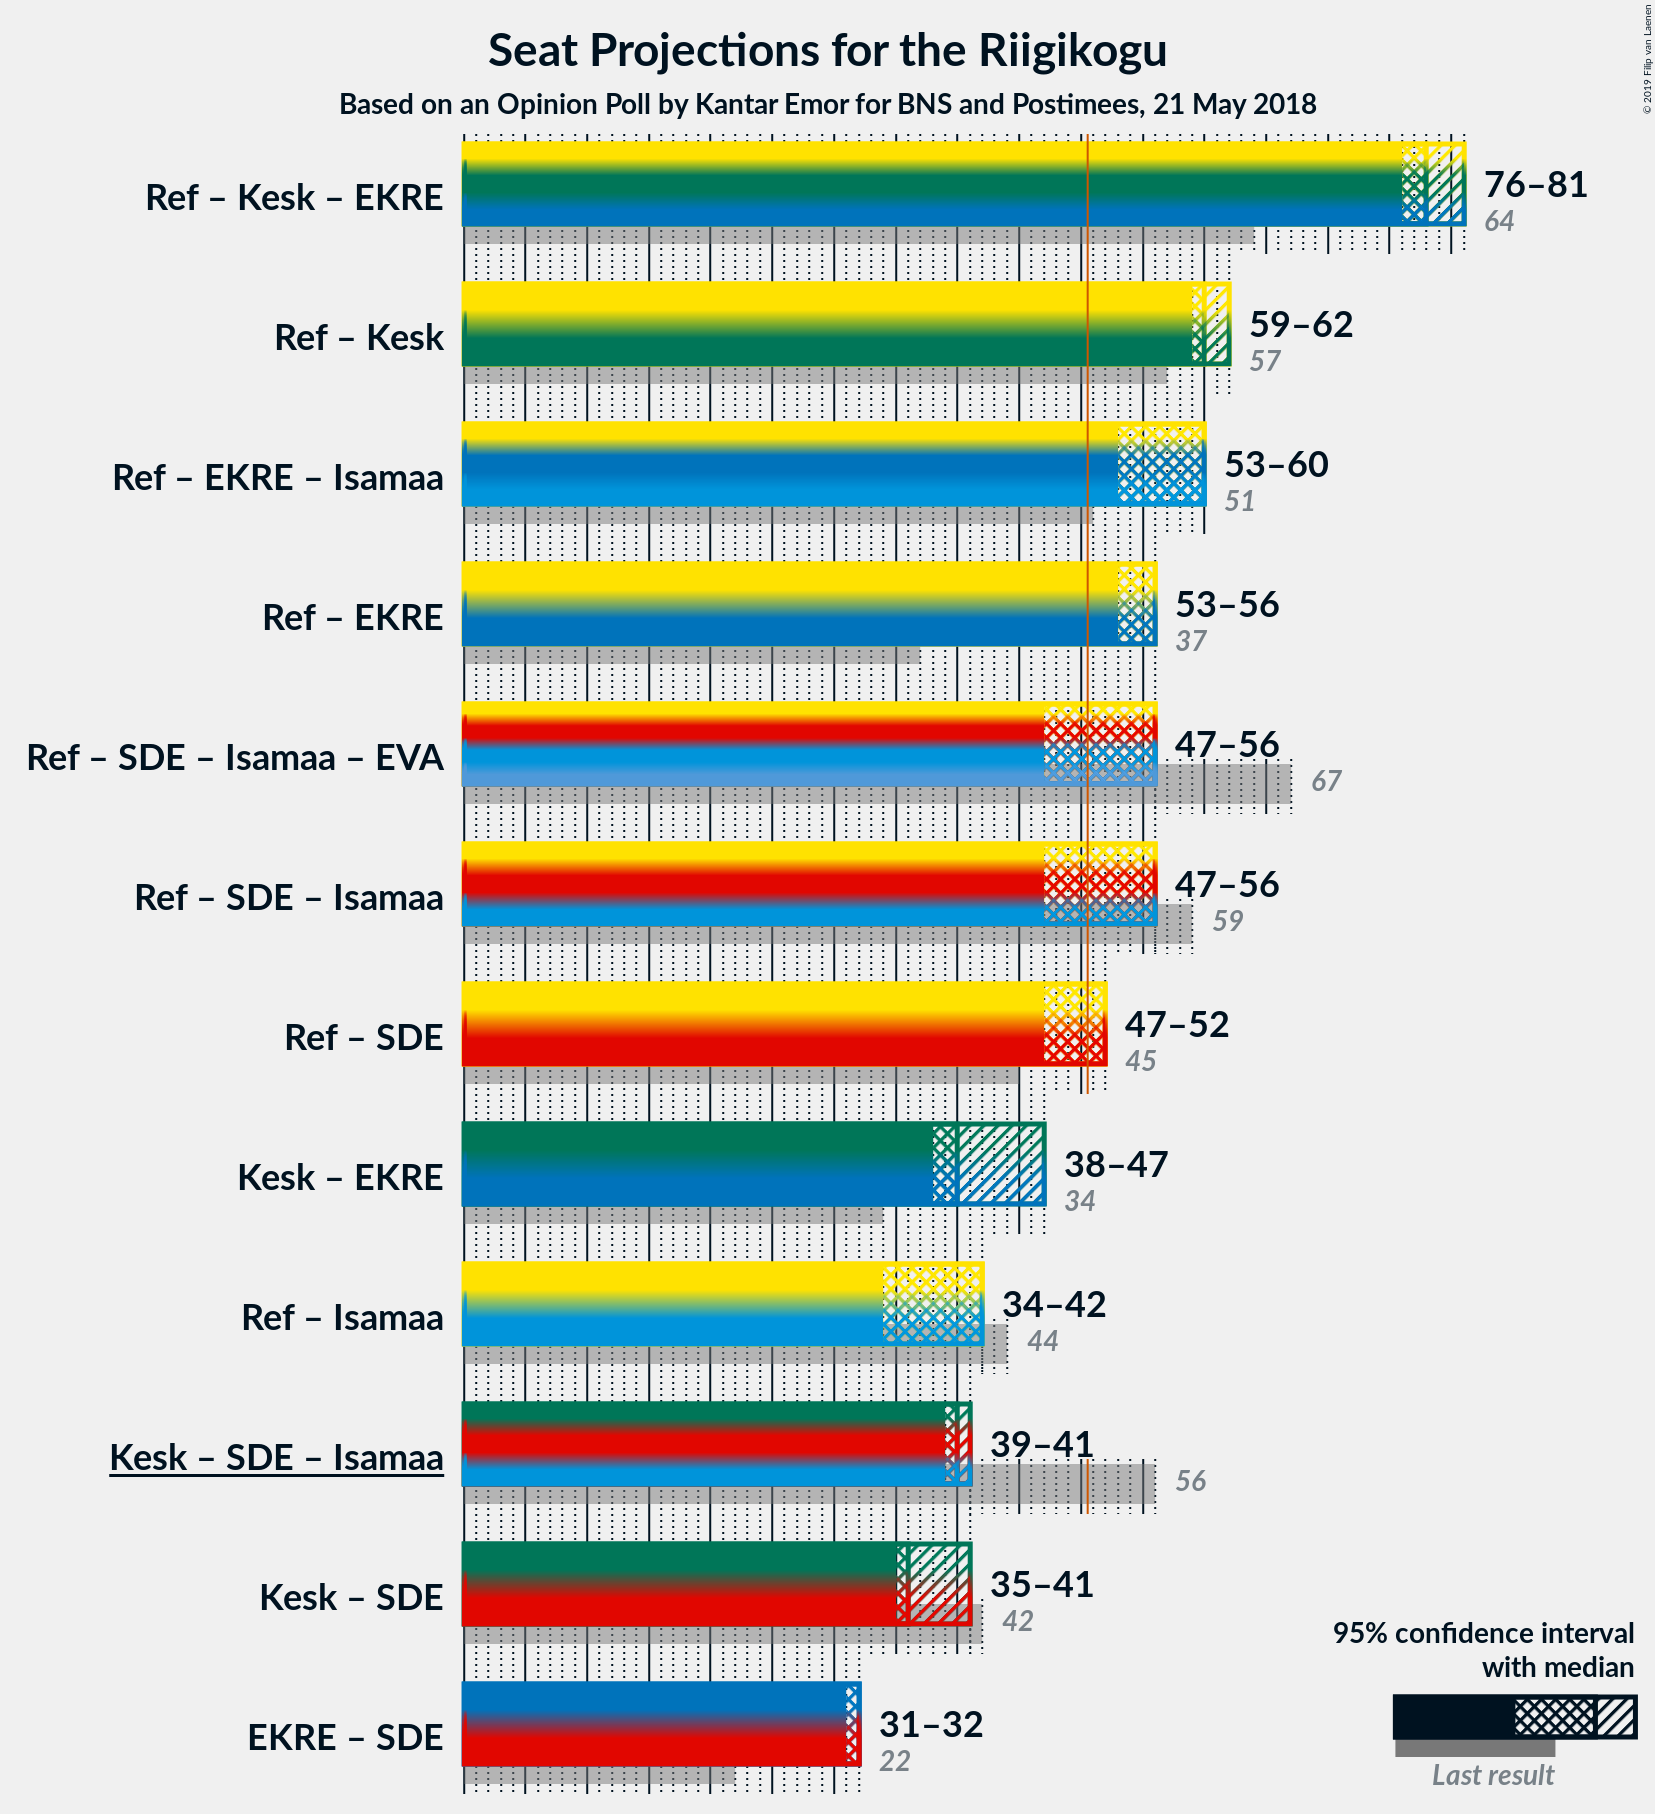 Seat Projections for the Riigikogu
Based on an Opinion Poll by Kantar Emor for BNS and Postimees, 21 May 2018
© 2019 Filip van Laenen
Ref – Kesk – EKRE
76–81
64
Ref – Kesk
59–62
57
Ref – EKRE – Isamaa
53–60
51
Ref – EKRE
53–56
37
Ref – SDE – Isamaa – EVA
47–56
67
Ref – SDE – Isamaa
47–56
59
Ref – SDE
47–52
45
Kesk – EKRE
38–47
34
Ref – Isamaa
34–42
44
Kesk – SDE – Isamaa
39–41
56
Kesk – SDE
35–41
42
EKRE – SDE
31–32
22
95% confidence interval
with median
Last result